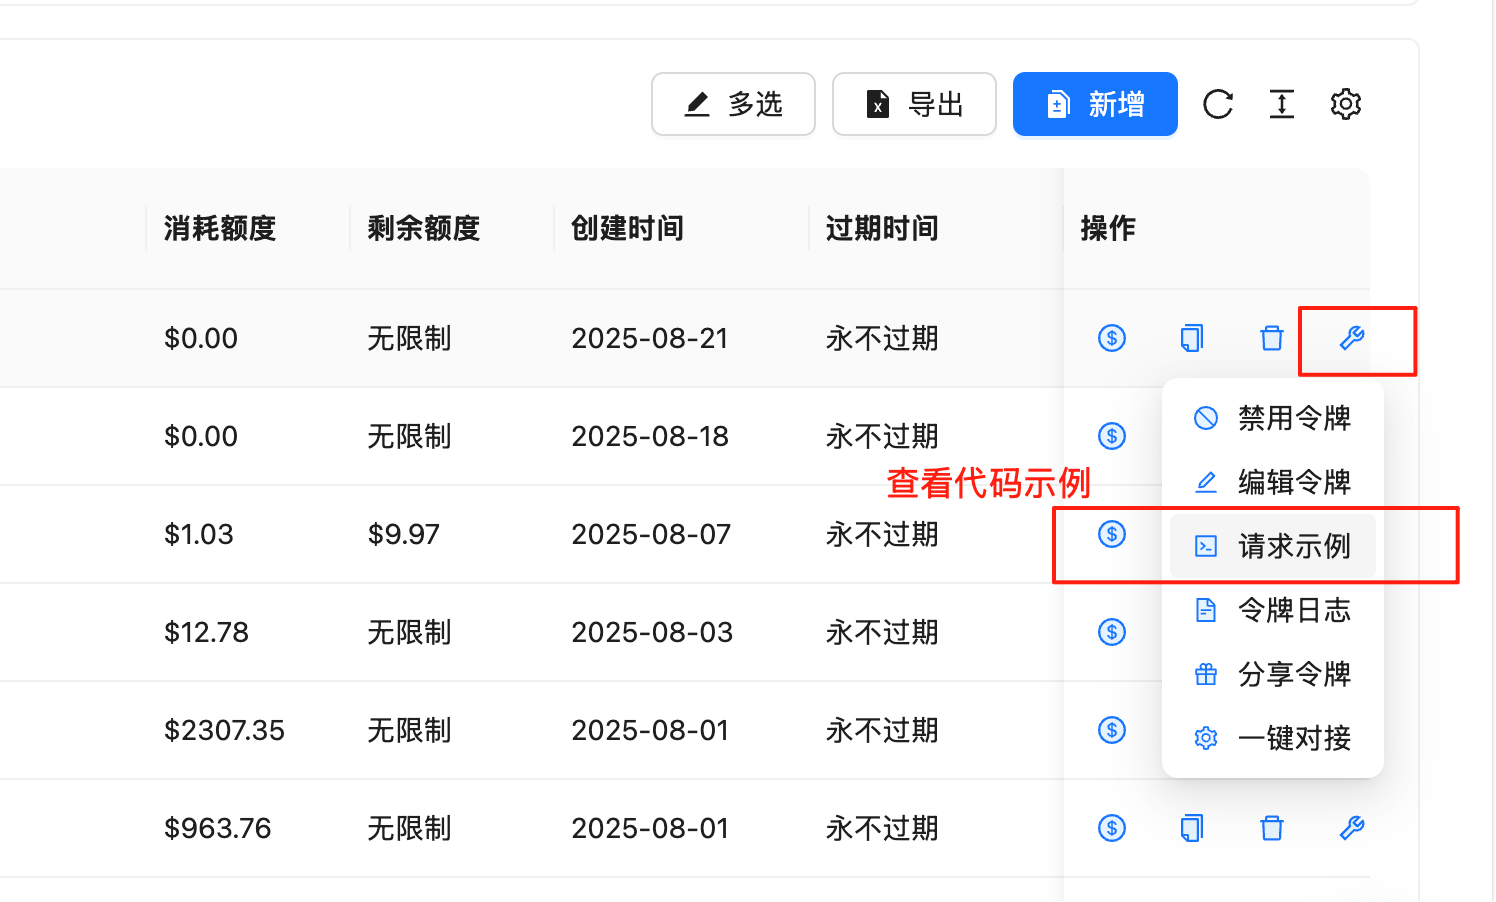 多选 导出 新增
消耗额度 剩余额度 创建时间 过期时间 操作
$0.00 无限制 2025-08-21 永不过期
禁用令牌
$0.00 无限制 2025-08-18 永不过期
编辑令牌
查看代码示例
$1.03 $9.97 2025-08-07 永不过期
请求示例
令牌日志
$12.78 无限制 2025-08-03 永不过期
分享令牌
$2307.35 无限制 2025-08-01 永不过期
一键对接
$963.76 无限制 2025-08-01 永不过期